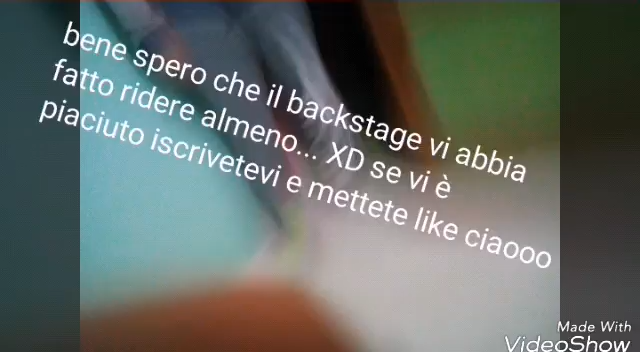 bene spero che il backstage vi abbia
fatto ridere almeno... XD se vi è
piaciuto iscrivetevi e mettete like ciaooo
Made With
VideoShow